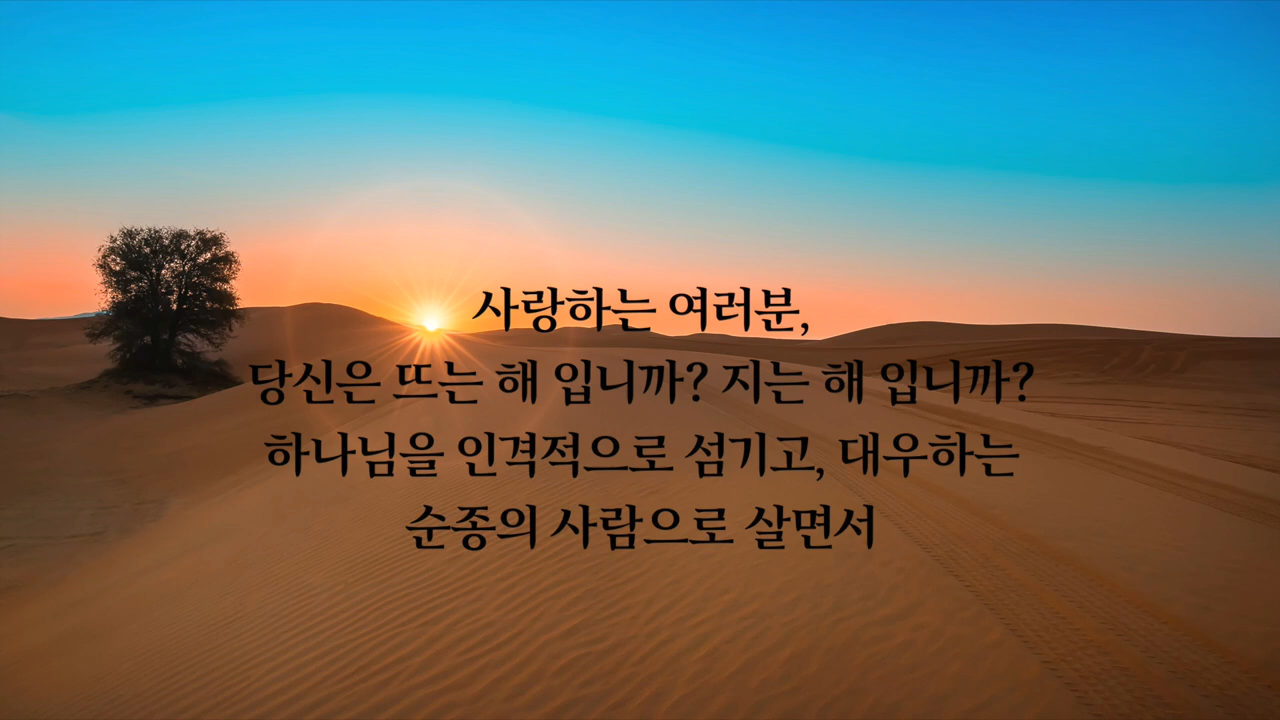 사랑하는 여러분,
당신은 뜨는 해 입니까? 지는 해 입니까?
하나님을 인격적으로 섬기고, 대우하는
순종의 사람으로 살면서